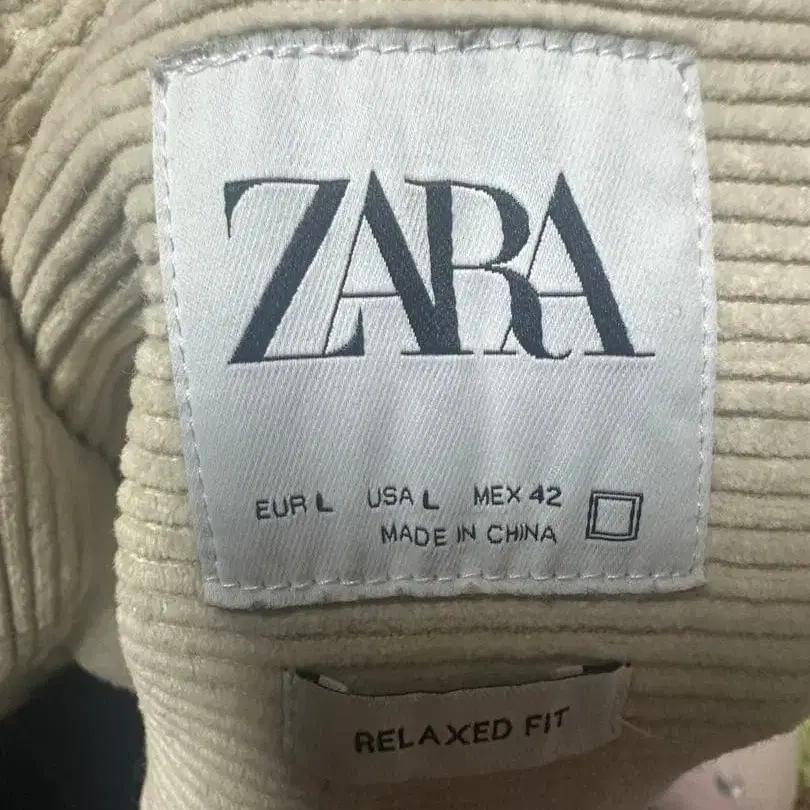 ZARA
EUR L USA L MEX 42
MADE IN CHINA
RELAXED FIT